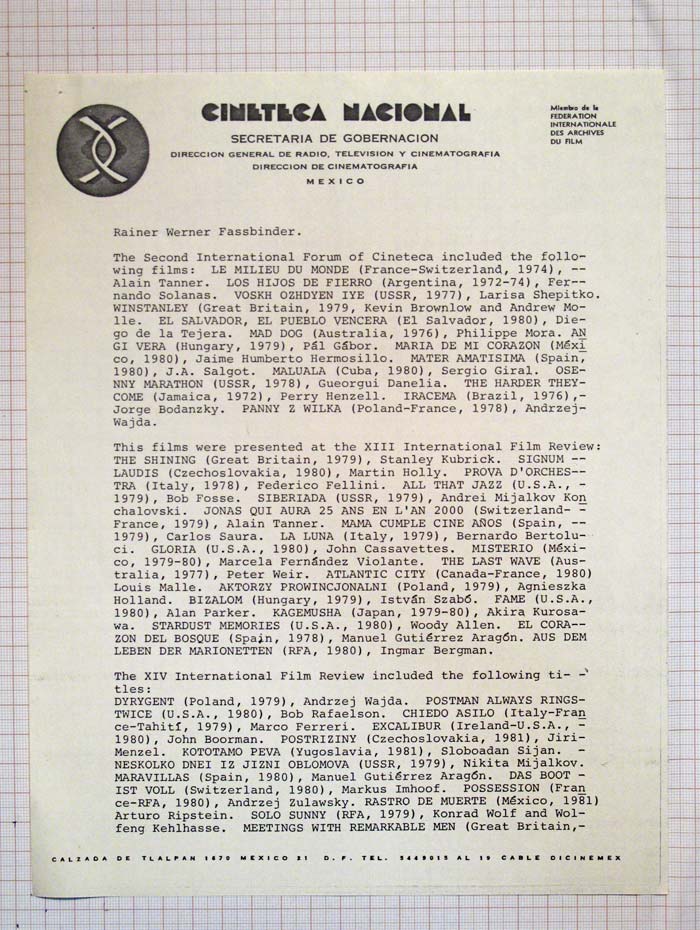 CINETECA NACIONAL
SECRETARIA DE GOBERNACION
DIRECCION GENERAL DE RADIO, TELEVISION Y CINEMATOGRAFIA
DIRECCION DE CINEMATOGRAFIA
MEXICO
Miembro de la
FEDERATION
INTERNATIONALE
DES ARCHIVES
DU FILM
Rainer Werner Fassbinder.
The Second International Forum of Cineteca included the follo-
wing films:  LE MILIEU DU MONDE (France-Switzerland, 1974), --
Alain Tanner.  LOS HIJOS DE FIERRO (Argentina, 1972-74), Fer--
nando Solanas.  VOSKH OZHDYEN IYE (USSR, 1977), Larisa Shepitko.
WINSTANLEY (Great Britain, 1979, Kevin Brownlow and Andrew Mo-
lle.  EL SALVADOR, EL PUEBLO VENCERA (El Salvador, 1980), Die-
go de la Tejera.  MAD DOG (Australia, 1976), Philippe Mora. AN
GI VERA (Hungary, 1979), Pál Gábor.  MARIA DE MI CORAZON (Méxi
co, 1980), Jaime Humberto Hermosillo.  MATER AMATISIMA (Spain,
1980), J.A. Salgot.  MALUALA (Cuba, 1980), Sergio Giral.  OSE-
NNY MARATHON (USSR, 1978), Gueorgui Danelia.  THE HARDER THEY-
COME (Jamaica, 1972), Perry Henzell.  IRACEMA (Brazil, 1976),-
Jorge Bodanzky.  PANNY Z WILKA (Poland-France, 1978), Andrzej-
Wajda.
This films were presented at the XIII International Film Review:
THE SHINING (Great Britain, 1979), Stanley Kubrick.  SIGNUM --
LAUDIS (Czechoslovakia, 1980), Martin Holly.  PROVA D'ORCHES--
TRA (Italy, 1978), Federico Fellini.  ALL THAT JAZZ (U.S.A., -
1979), Bob Fosse.  SIBERIADA (USSR, 1979), Andrei Mijalkov Kon
chalovski.  JONAS QUI AURA 25 ANS EN L'AN 2000 (Switzerland- -
France, 1979), Alain Tanner.  MAMA CUMPLE CINE AÑOS (Spain, --
1979), Carlos Saura.  LA LUNA (Italy, 1979), Bernardo Bertolu-
ci.  GLORIA (U.S.A., 1980), John Cassavettes.  MISTERIO (Méxi-
co, 1979-80), Marcela Fernández Violante.  THE LAST WAVE (Aus-
tralia, 1977), Peter Weir.  ATLANTIC CITY (Canada-France, 1980)
Louis Malle.  AKTORZY PROWINCJONALNI (Poland, 1979), Agnieszka
Holland.  BIZALOM (Hungary, 1979), István Szabó.  FAME (U.S.A.,
1980), Alan Parker.  KAGEMUSHA (Japan, 1979-80), Akira Kurosa-
wa.  STARDUST MEMORIES (U.S.A., 1980), Woody Allen.  EL CORA--
ZON DEL BOSQUE (Spain, 1978), Manuel Gutiérrez Aragón. AUS DEM
LEBEN DER MARIONETTEN (RFA, 1980), Ingmar Bergman.
The XIV International Film Review included the following ti- -
tles:
DYRYGENT (Poland, 1979), Andrzej Wajda.  POSTMAN ALWAYS RINGS-
TWICE (U.S.A., 1980), Bob Rafaelson.  CHIEDO ASILO (Italy-Fran
ce-Tahití, 1979), Marco Ferreri.  EXCALIBUR (Ireland-U.S.A., -
1980), John Boorman.  POSTRIZINY (Czechoslovakia, 1981), Jiri-
Menzel.  KOTOTAMO PEVA (Yugoslavia, 1981), Sloboadan Sijan.  -
NESKOLKO DNEI IZ JIZNI OBLOMOVA (USSR, 1979), Nikita Mijalkov.
MARAVILLAS (Spain, 1980), Manuel Gutiérrez Aragón.  DAS BOOT -
IST VOLL (Switzerland, 1980), Markus Imhoof.  POSSESSION (Fran
ce-RFA, 1980), Andrzej Zulawsky. RASTRO DE MUERTE (México, 1981)
Arturo Ripstein.  SOLO SUNNY (RFA, 1979), Konrad Wolf and Wol-
feng Kehlhasse.  MEETINGS WITH REMARKABLE MEN (Great Britain,-
CALZADA DE TLALPAN 1670 MEXICO 21 D. F. TEL. 5449015 AL 19 CABLE DICINEMEX